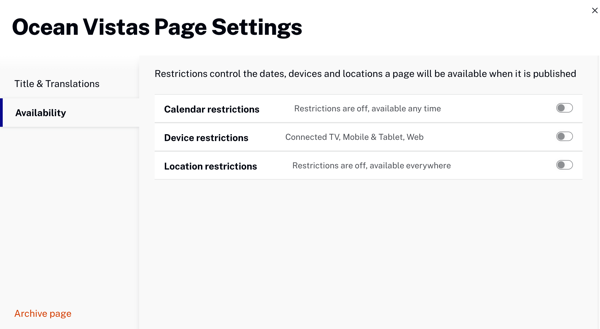 Ocean Vistas Page Settings
Title & Translations
Availability
Archive page
Restrictions control the dates, devices and locations a page will be available when it is published
Calendar restrictions Restrictions are off, available any time
Device restrictions Connected TV, Mobile & Tablet, Web
Location restrictions Restrictions are off, available everywhere